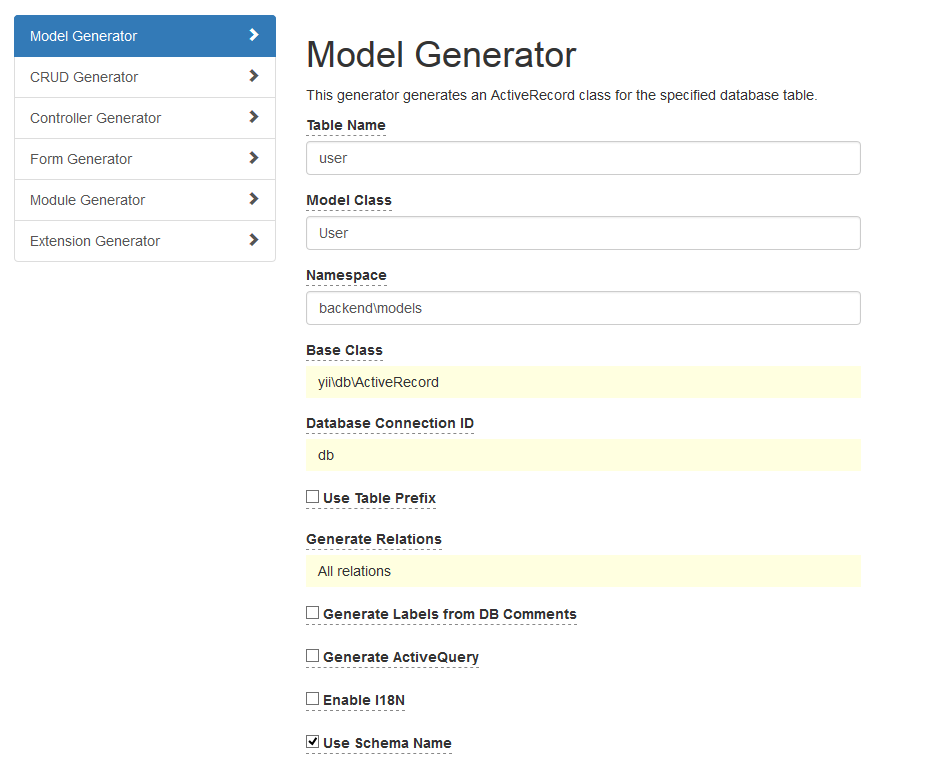 Model Generator
CRUD Generator
Controller Generator
Form Generator
Module Generator
Extension Generator
Model Generator
This generator generates an ActiveRecord class for the specified database table.
Table Name
user
Model Class
User
Namespace
backend\models
Base Class
yii\db\ActiveRecord
Database Connection ID
db
Use Table Prefix
Generate Relations
All relations
Generate Labels from DB Comments
Generate ActiveQuery
Enable I18N
Use Schema Name